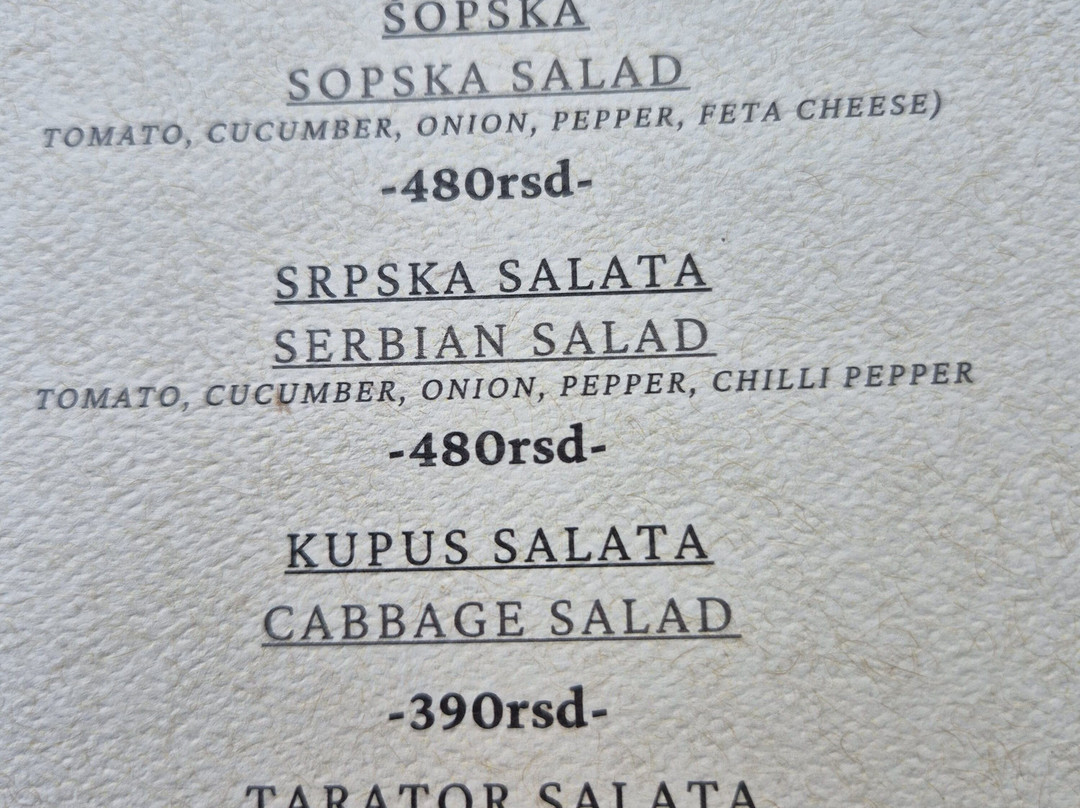 SOPSKA
SOPSKA SALAD
TOMATO, CUCUMBER, ONION, PEPPER, FETA CHEESE)
-480rsd-
SRPSKA SALATA
SERBIAN SALAD
TOMATO, CUCUMBER, ONION, PEPPER, CHILLI PEPPER
-480rsd-
KUPUS SALATA
CABBAGE SALAD
-390rsd-
TARATOR SALATA